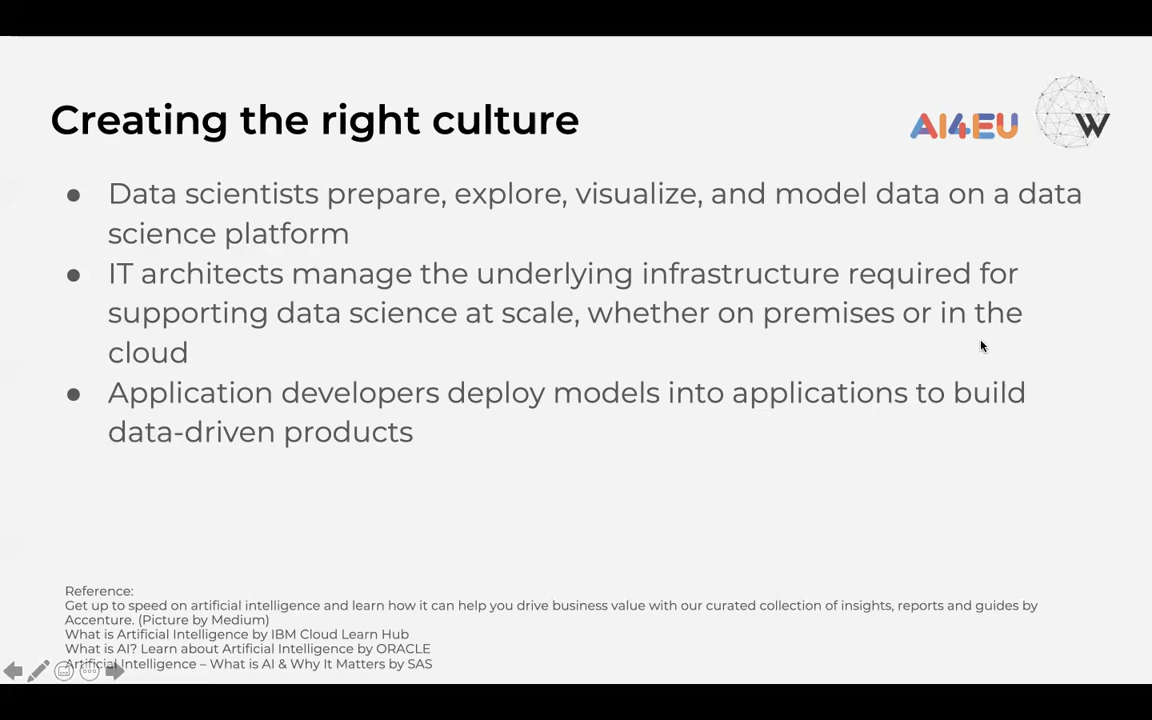 Creating the right culture
AI4EU
W
● Data scientists prepare, explore, visualize, and model data on a data
science platform
● IT architects manage the underlying infrastructure required for
supporting data science at scale, whether on premises or in the
cloud
● Application developers deploy models into applications to build
data-driven products
Reference:
Get up to speed on artificial intelligence and learn how it can help you drive business value with our curated collection of insights, reports and guides by
Accenture. (Picture by Medium)
What is Artificial Intelligence by IBM Cloud Learn Hub
What is AI? Learn about Artificial Intelligence by ORACLE
Artificial Intelligence – What is AI & Why It Matters by SAS